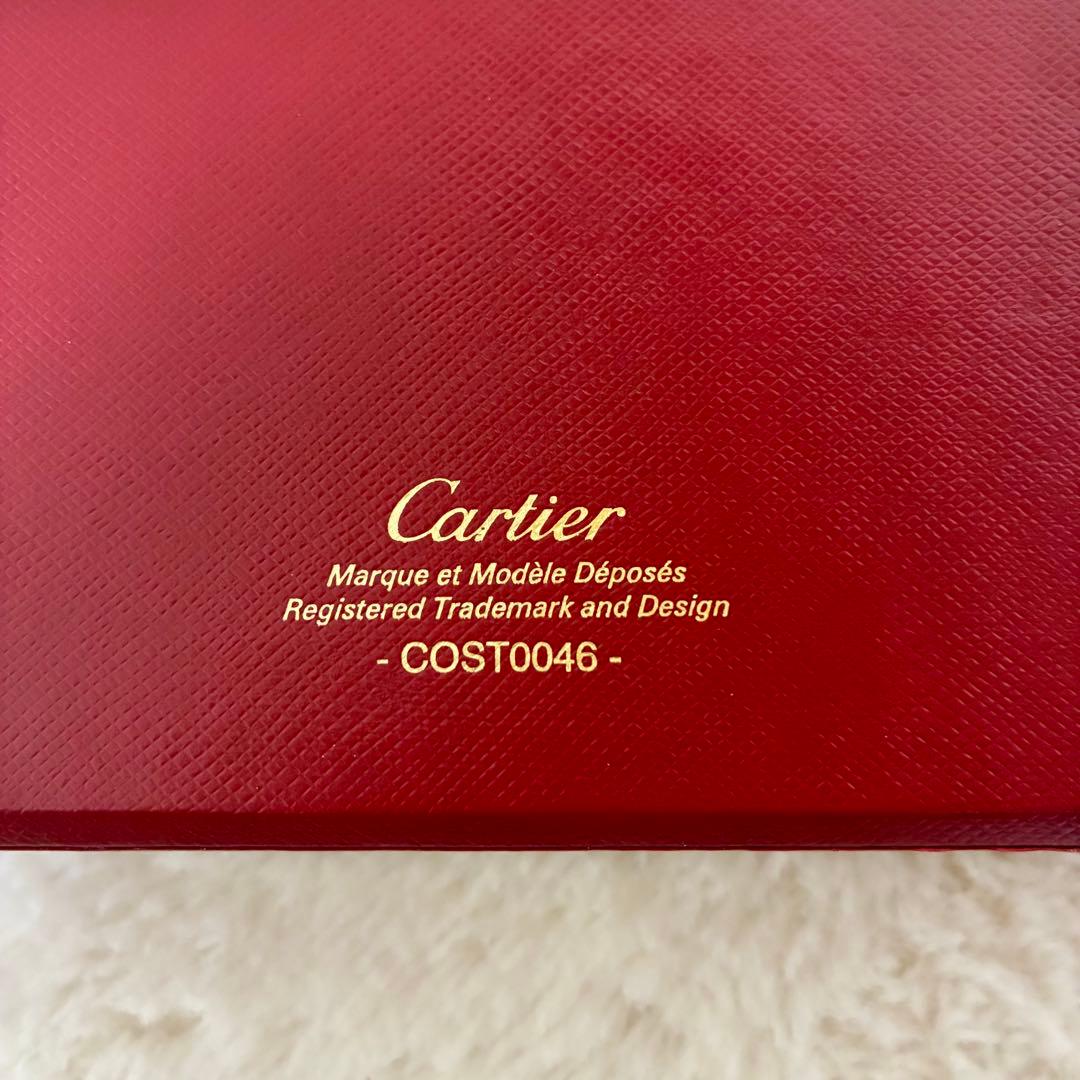 Cartier
Marque et Modèle Déposés
Registered Trademark and Design
- COST0046 -